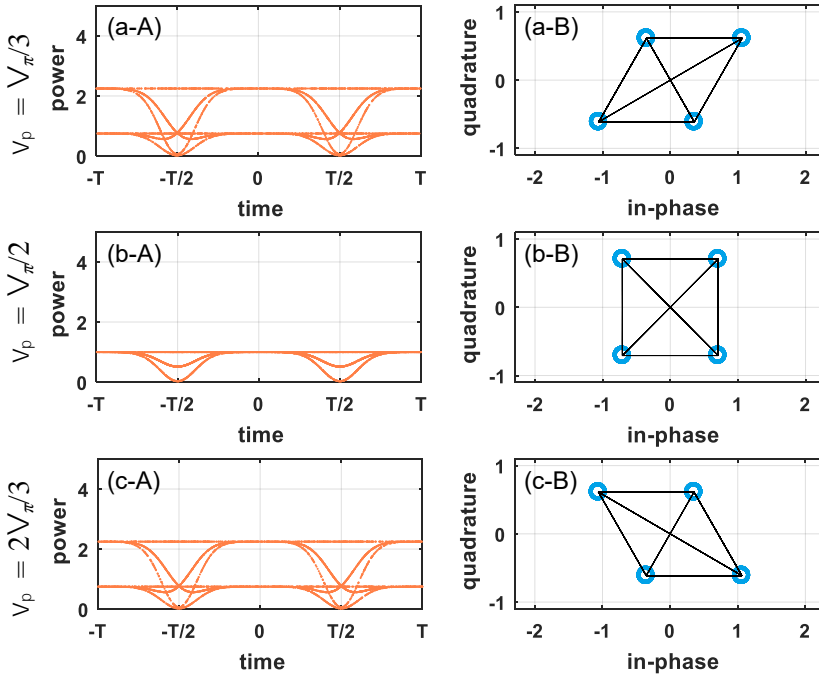 (a-A)
(a-B)
V_p = V_π/3
power
4
2
0
-T
-T/2
0
T/2
T
time
quadrature
1
0
-1
-2
-1
0
1
2
in-phase
(b-A)
(b-B)
V_p = V_π/2
power
4
2
0
-T
-T/2
0
T/2
T
time
quadrature
1
0
-1
-2
-1
0
1
2
in-phase
(c-A)
(c-B)
V_p = 2V_π/3
power
4
2
0
-T
-T/2
0
T/2
T
time
quadrature
1
0
-1
-2
-1
0
1
2
in-phase